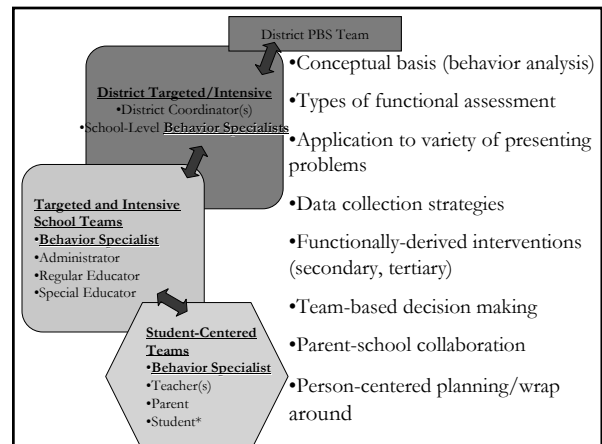 District PBS Team
District Targeted/Intensive
•District Coordinator(s)
•School-Level Behavior Specialists
Targeted and Intensive
School Teams
•Behavior Specialist
•Administrator
•Regular Educator
•Special Educator
Student-Centered
Teams
•Behavior Specialist
•Teacher(s)
•Parent
•Student*
•Conceptual basis (behavior analysis)
•Types of functional assessment
•Application to variety of presenting
problems
•Data collection strategies
•Functionally-derived interventions
(secondary, tertiary)
•Team-based decision making
•Parent-school collaboration
•Person-centered planning/wrap
around